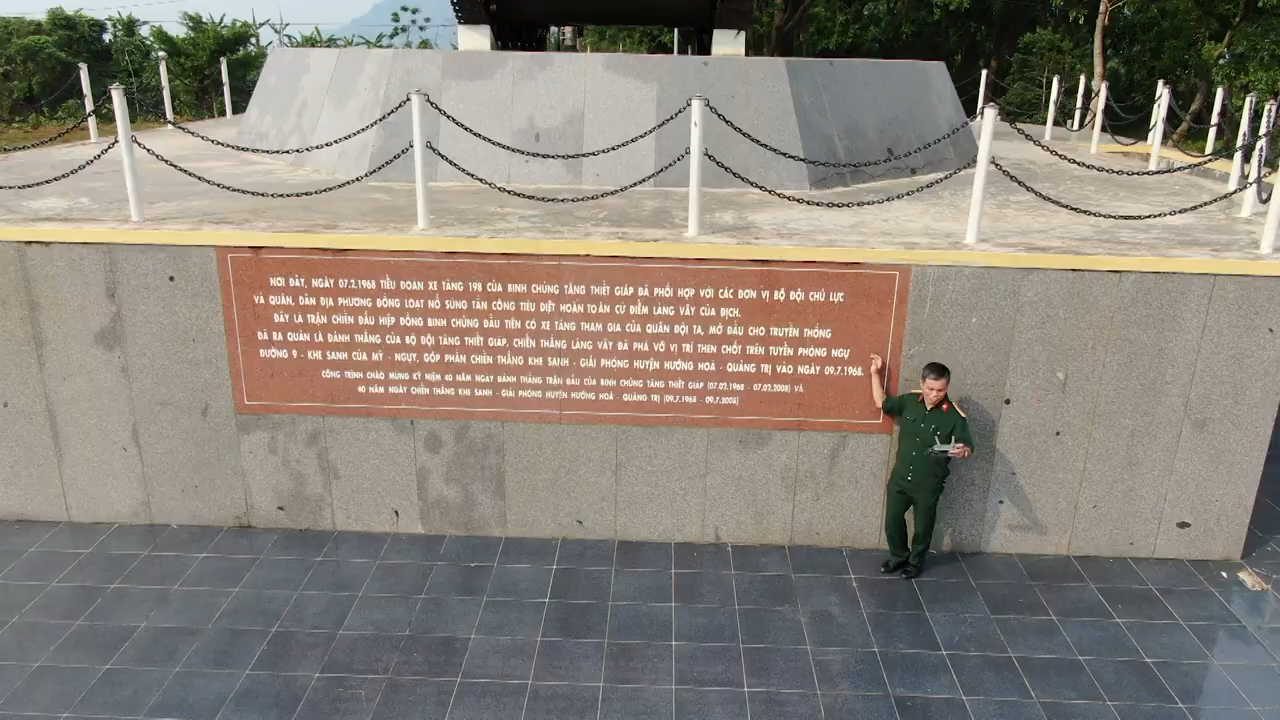 NƠI ĐÂY, NGÀY 07.2.1968 TIỂU ĐOÀN XE TĂNG 198 CỦA BINH CHỦNG TĂNG THIẾT GIÁP ĐÃ PHỐI HỢP VỚI CÁC ĐƠN VỊ BỘ ĐỘI CHỦ LỰC
VÀ QUÂN, DÂN ĐỊA PHƯƠNG ĐỒNG LOẠT NỔ SÚNG TẤN CÔNG TIÊU DIỆT HOÀN TOÀN CỨ ĐIỂM LÀNG VÂY CỦA ĐỊCH.
ĐÂY LÀ TRẬN CHIẾN ĐẤU HIỆP ĐỒNG BINH CHỦNG ĐẦU TIÊN CÓ XE TĂNG THAM GIA CỦA QUÂN ĐỘI TA, MỞ ĐẦU CHO TRUYỀN THỐNG
ĐÃ RA QUÂN LÀ ĐÁNH THẮNG CỦA BỘ ĐỘI TĂNG THIẾT GIÁP. CHIẾN THẮNG LÀNG VÂY ĐÃ PHÁ VỠ VỊ TRÍ THEN CHỐT TRÊN TUYẾN PHÒNG NGỰ
ĐƯỜNG 9 - KHE SANH CỦA MỸ - NGỤY, GÓP PHẦN CHIẾN THẮNG KHE SANH - GIẢI PHÓNG HUYỆN HƯỚNG HOÁ - QUẢNG TRỊ VÀO NGÀY 09.7.1968.
CÔNG TRÌNH CHÀO MỪNG KỶ NIỆM 40 NĂM NGÀY ĐÁNH THẮNG TRẬN ĐẦU CỦA BINH CHỦNG TĂNG THIẾT GIÁP (07.02.1968 - 07.02.2008) VÀ
40 NĂM NGÀY CHIẾN THẮNG KHE SANH - GIẢI PHÓNG HUYỆN HƯỚNG HOÁ - QUẢNG TRỊ (09.7.1968 - 09.7.2008)